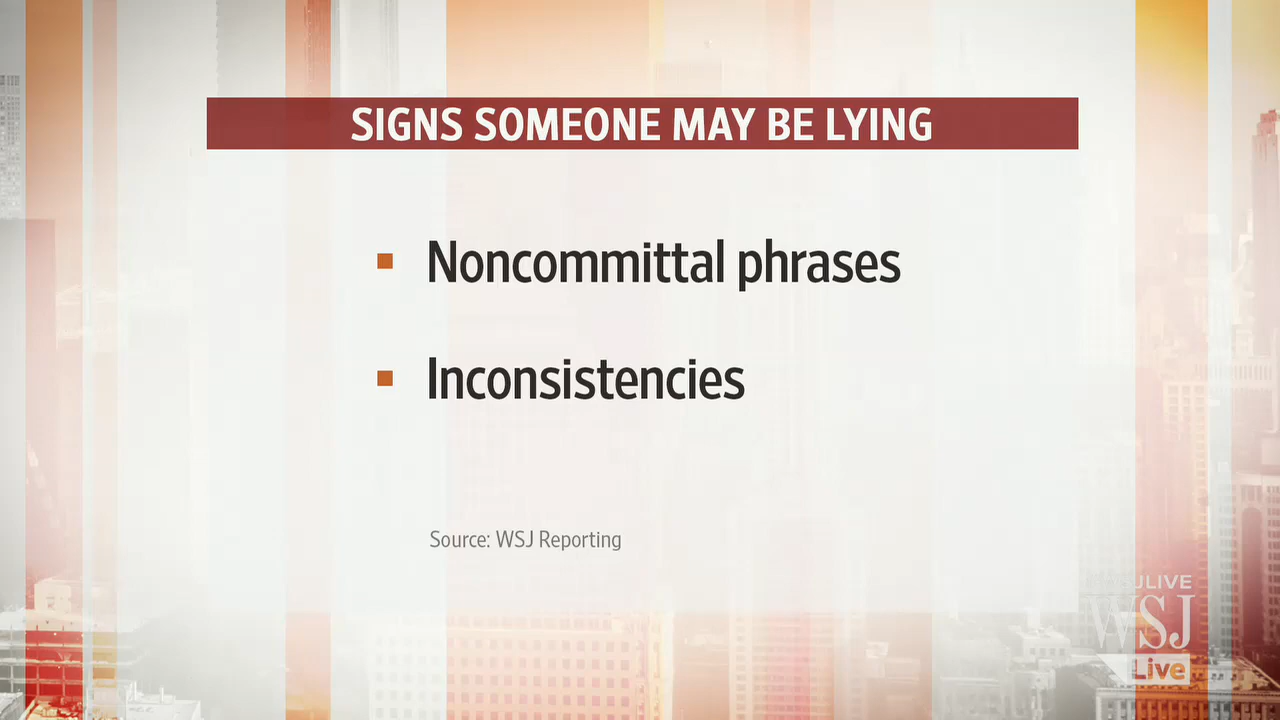 SIGNS SOMEONE MAY BE LYING
Noncommittal phrases
Inconsistencies
Source: WSJ Reporting
WSJ
Live